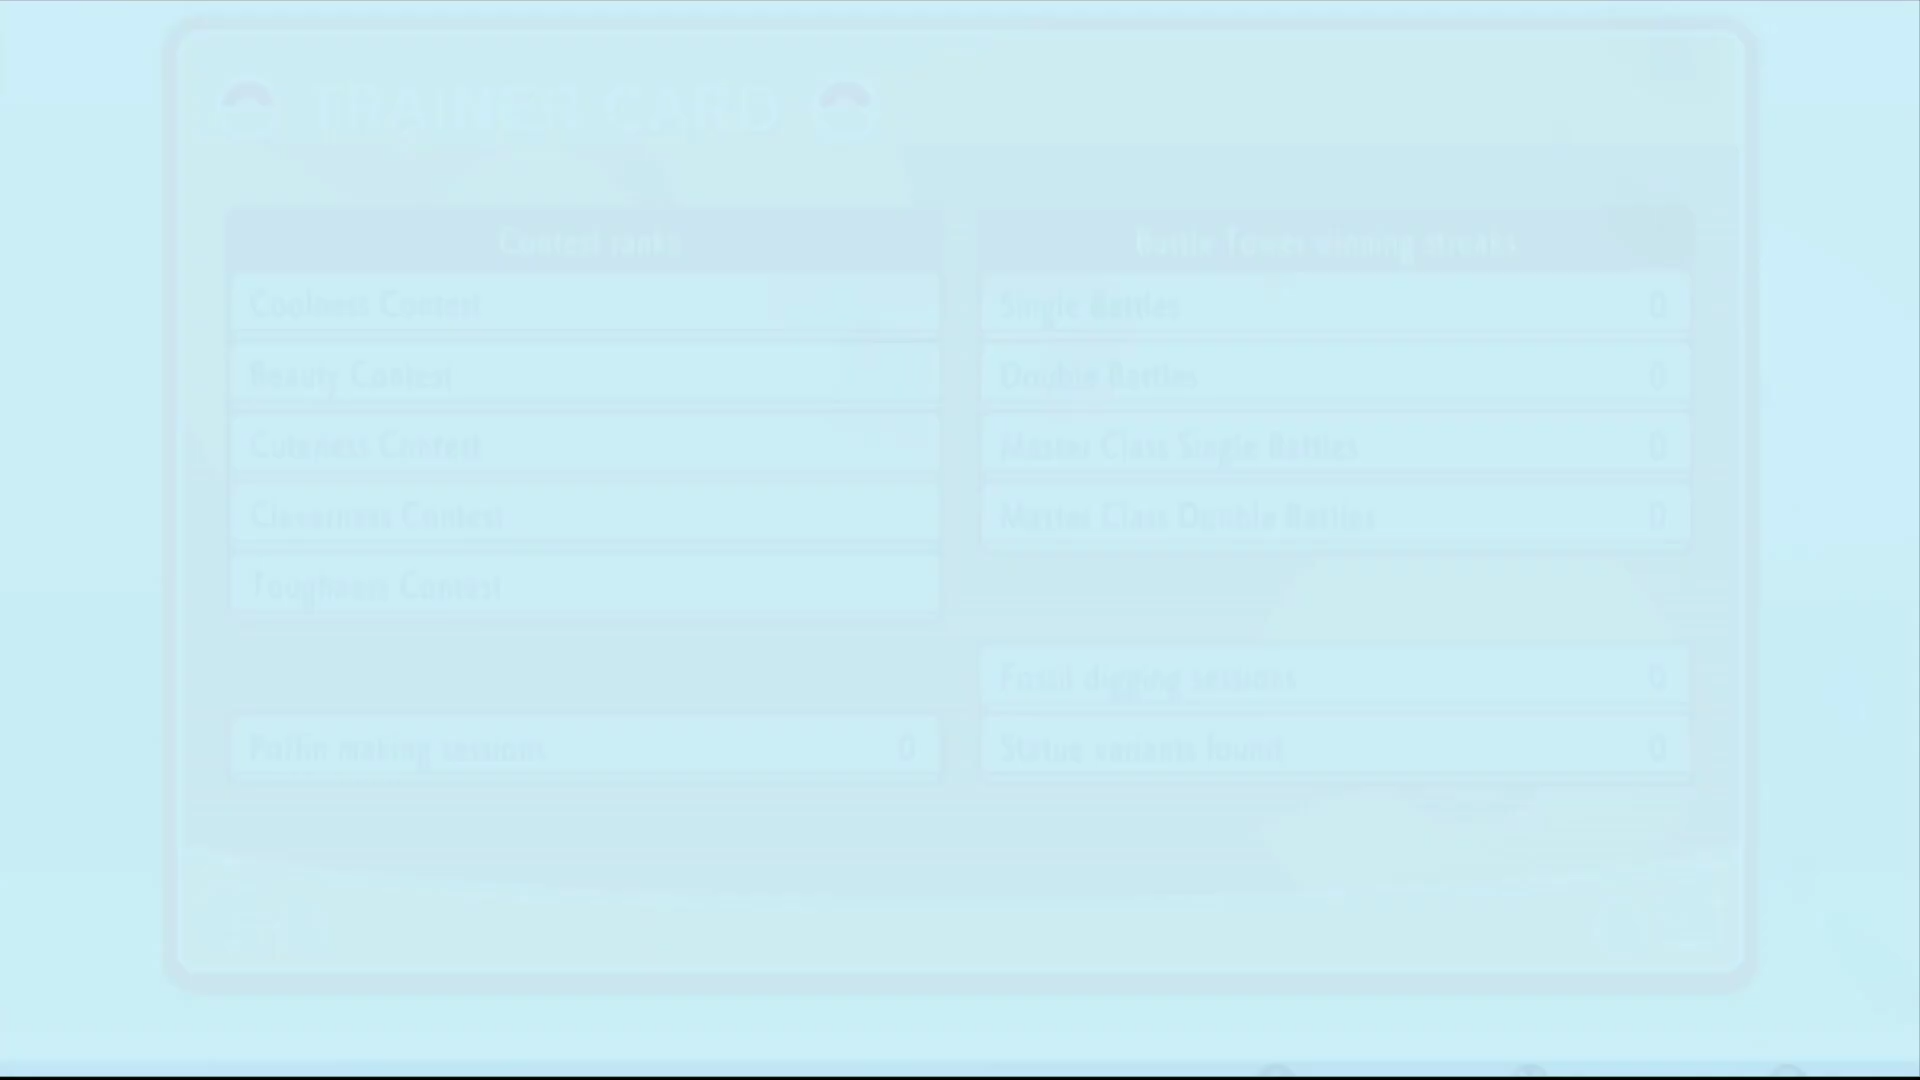 TRAINER CARD
Contest ranks
Coolness Contest
Beauty Contest
Cuteness Contest
Cleverness Contest
Toughness Contest
Poffin making sessions 0
Battle Tower winning streaks
Single Battles 0
Double Battles 0
Master Class Single Battles 0
Master Class Double Battles 0
Fossil digging sessions 0
Statue variants found 0